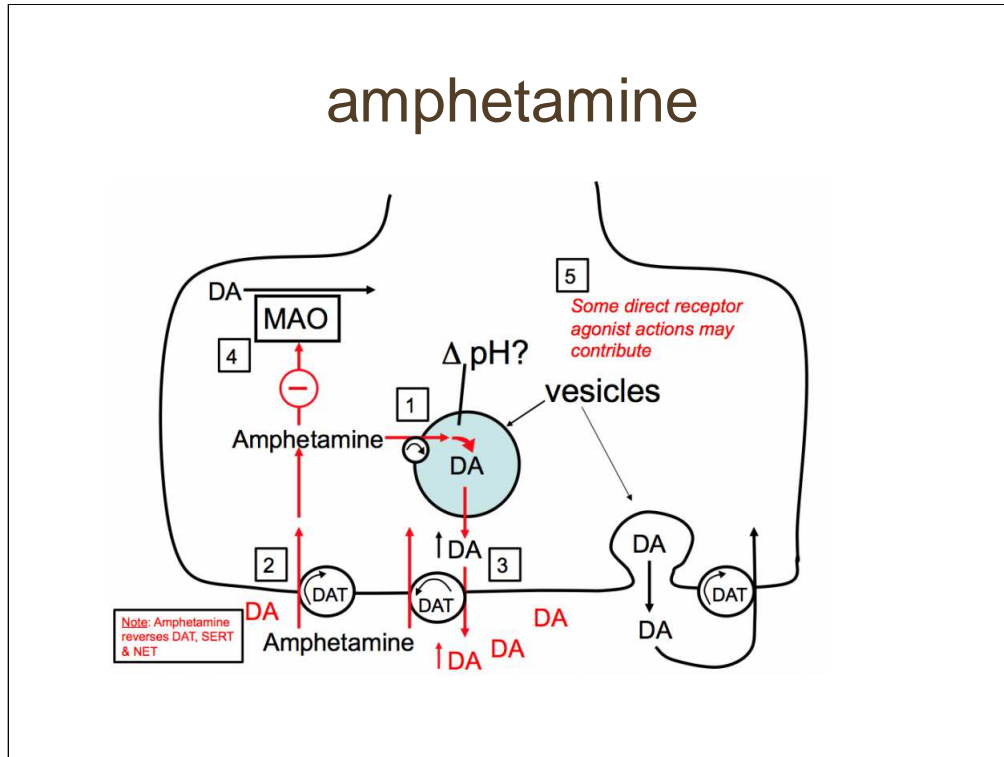 amphetamine
5
Some direct receptor
agonist actions may
contribute
DA
MAO
4
−
Δ pH?
vesicles
1
Amphetamine
DA
↑DA
3
2
DAT
DAT
DA
DA
DAT
DA
DA
DA
Note: Amphetamine
reverses DAT, SERT
& NET
Amphetamine
↑DA
DA